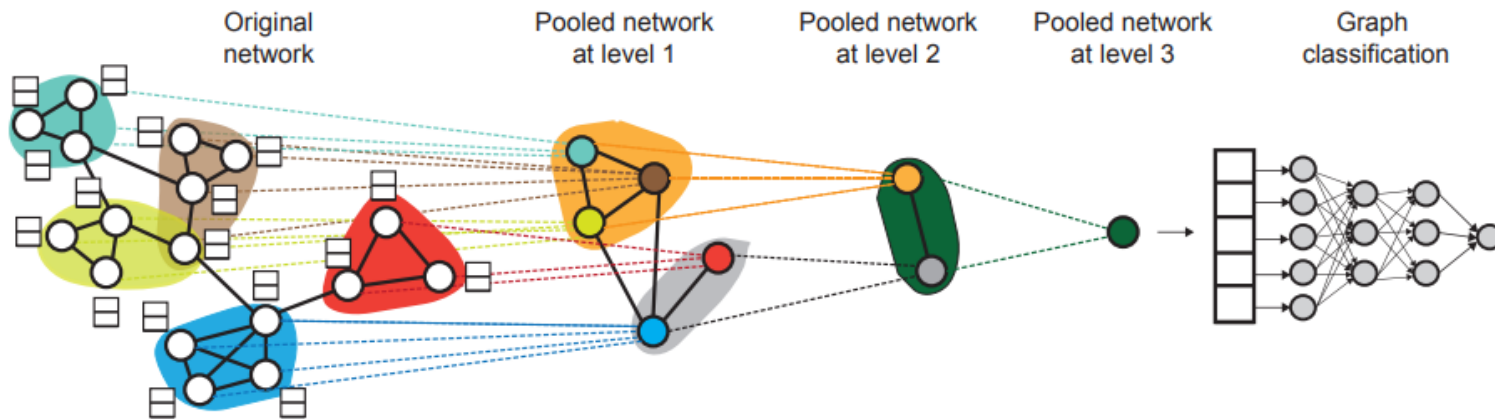 Original
network
Pooled network
at level 1
Pooled network
at level 2
Pooled network
at level 3
Graph
classification